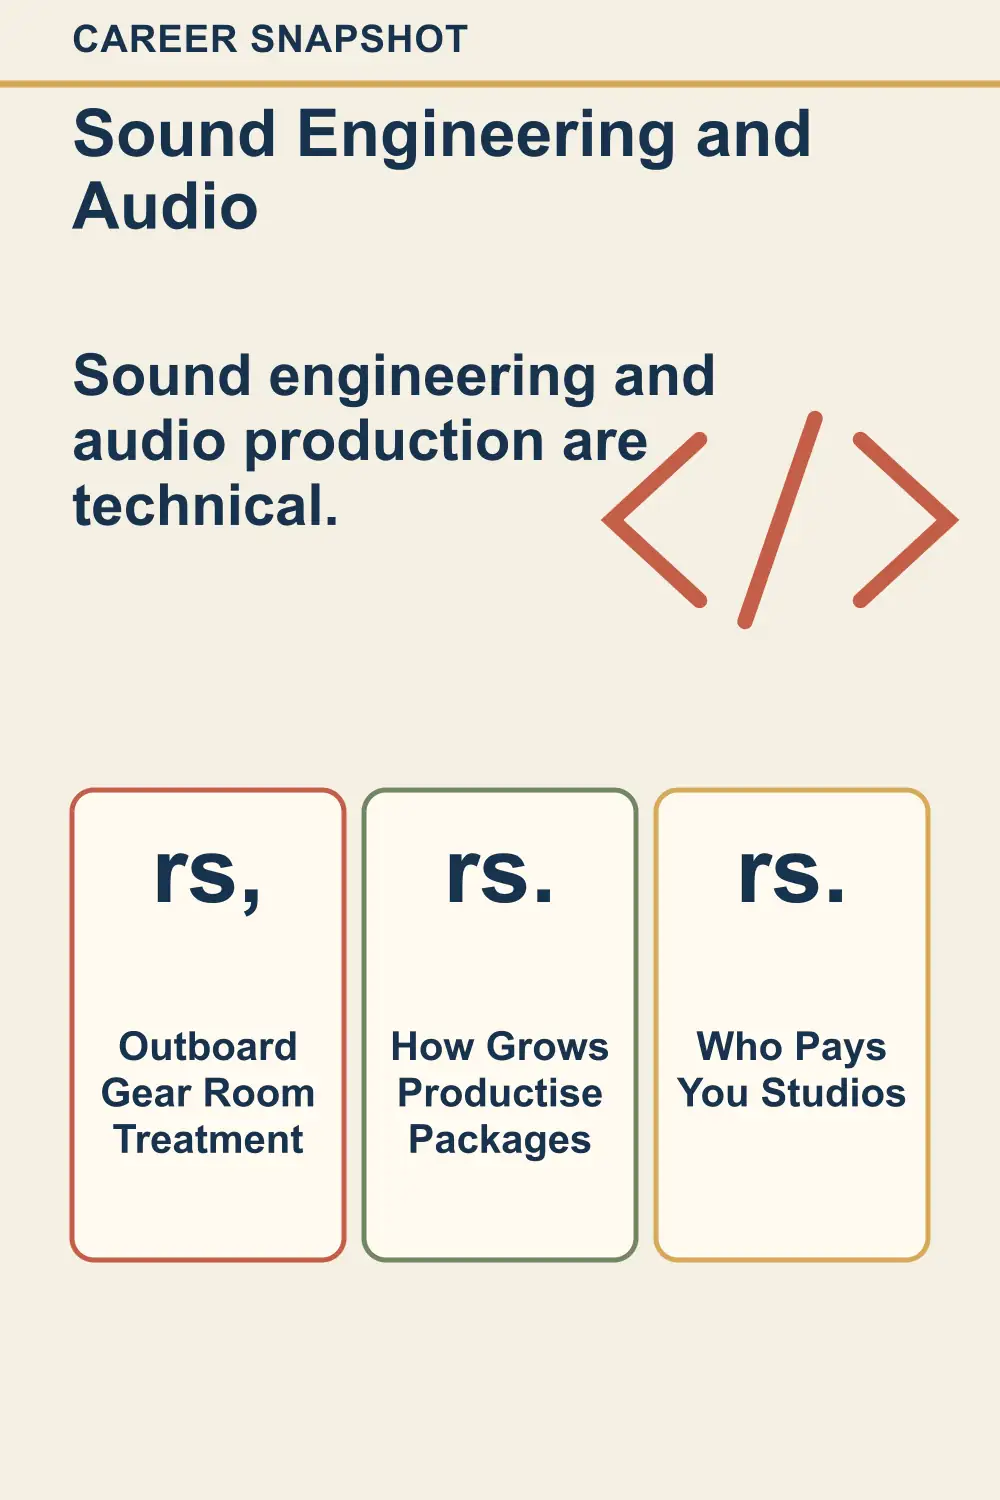 CAREER SNAPSHOT
Sound Engineering and
Audio
Sound engineering and
audio production are
technical.
</>
rs,
Outboard
Gear Room
Treatment
rs.
How Grows
Productise
Packages
rs.
Who Pays
You Studios